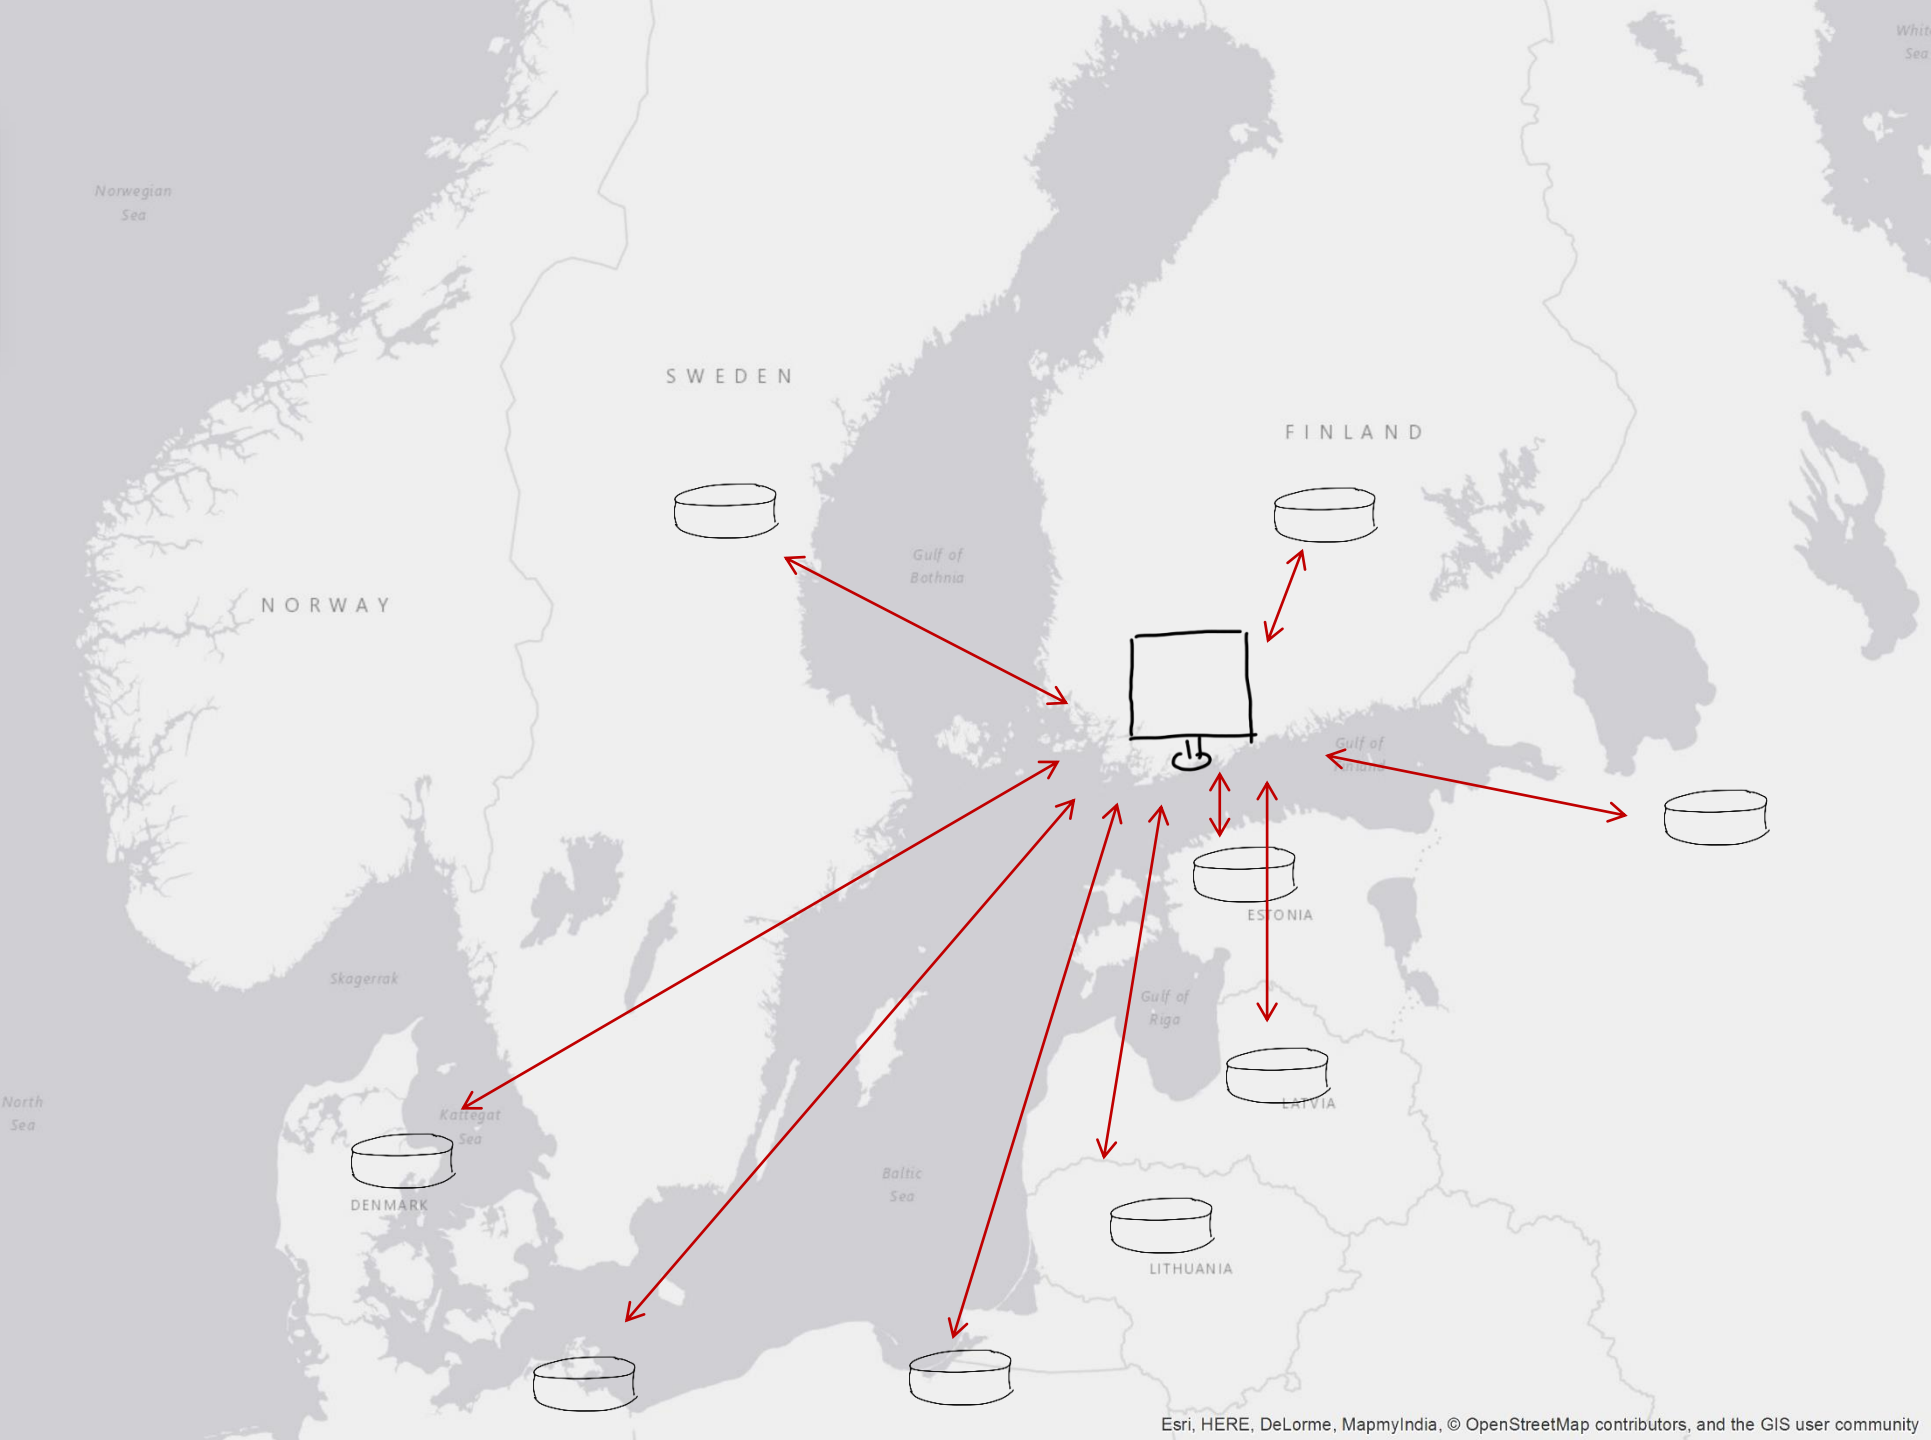 White
Sea
Norwegian
Sea
SWEDEN
FINLAND
Gulf of
Bothnia
NORWAY
Gulf of
Finland
ESTONIA
Skagerrak
Gulf of
Riga
North
Sea
LATVIA
Kattegat
Sea
Baltic
Sea
DENMARK
LITHUANIA
Esri, HERE, DeLorme, MapmyIndia, © OpenStreetMap contributors, and the GIS user community